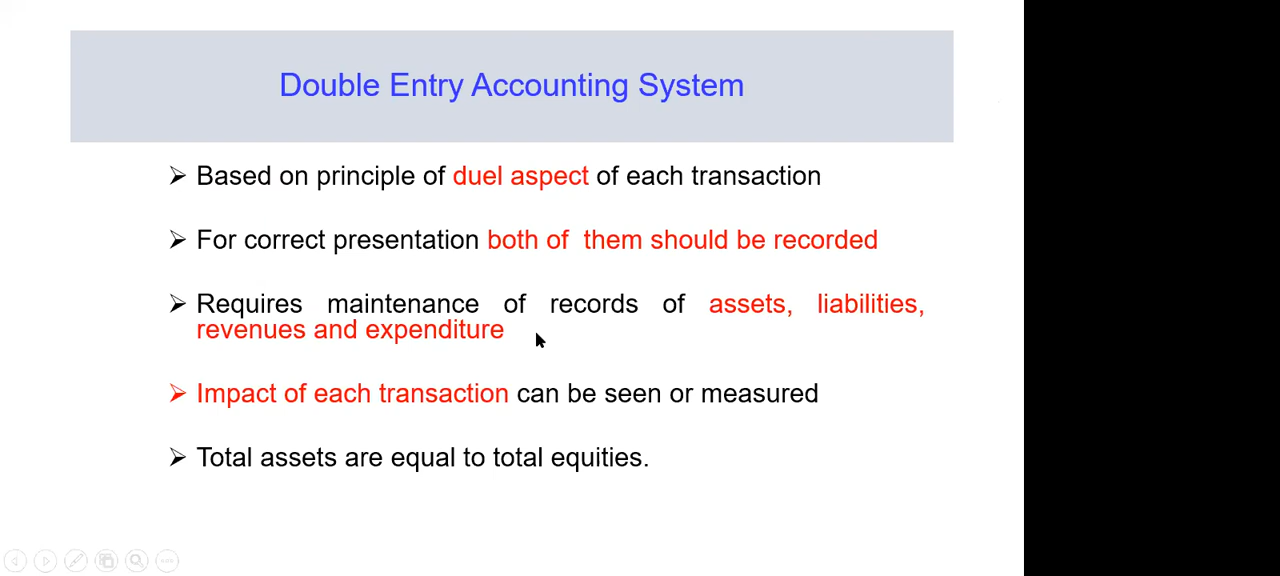 Double Entry Accounting System
➢ Based on principle of duel aspect of each transaction
➢ For correct presentation both of them should be recorded
➢ Requires maintenance of records of assets, liabilities,
revenues and expenditure
➢ Impact of each transaction can be seen or measured
➢ Total assets are equal to total equities.